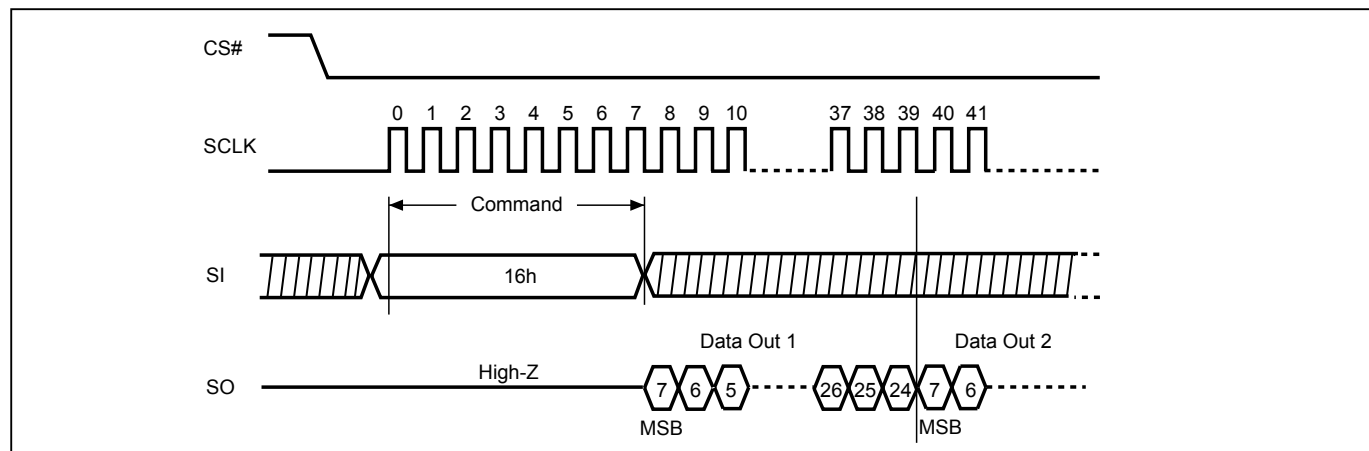 CS#
0 1 2 3 4 5 6 7 8 9 10 37 38 39 40 41
SCLK
Command
SI 16h
Data Out 1 Data Out 2
High-Z
SO 7 6 5 26 25 24 7 6
MSB MSB